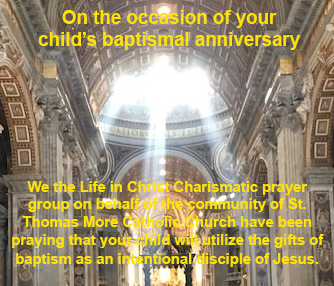 On the occasion of your
child's baptismal anniversary
We the Life in Christ Charismatic prayer
group on behalf of the community of St.
Thomas More Catholic Church have been
praying that your child will utilize the gifts of
baptism as an intentional disciple of Jesus.